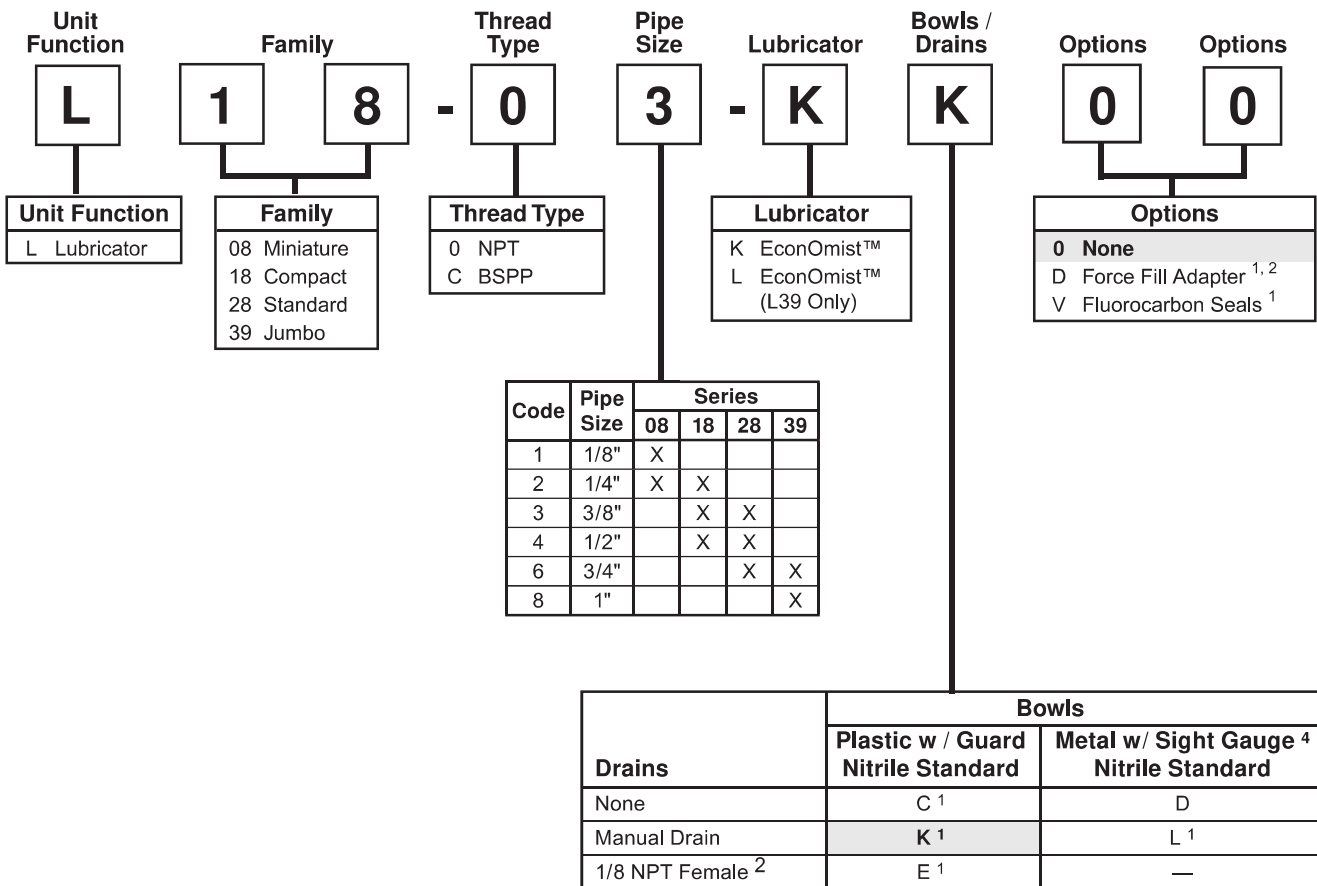 Unit Function
Family
Thread Type
Pipe Size
Lubricator
Bowls / Drains
Options
Options
L 1 8 - 0 3 - K K 0 0
Unit Function
L Lubricator
Family
08 Miniature
18 Compact
28 Standard
39 Jumbo
Thread Type
0 NPT
C BSPP
Lubricator
K EconOmist™
L EconOmist™
(L39 Only)
Options
0 None
D Force Fill Adapter 1, 2
V Fluorocarbon Seals 1
Code Pipe Size Series
08 18 28 39
1 1/8" X
2 1/4" X X
3 3/8" X X
4 1/2" X X
6 3/4" X X
8 1" X
Bowls
Drains
Plastic w / Guard Nitrile Standard
Metal w/ Sight Gauge 4 Nitrile Standard
None C 1 D
Manual Drain K 1 L 1
1/8 NPT Female 2 E 1 —